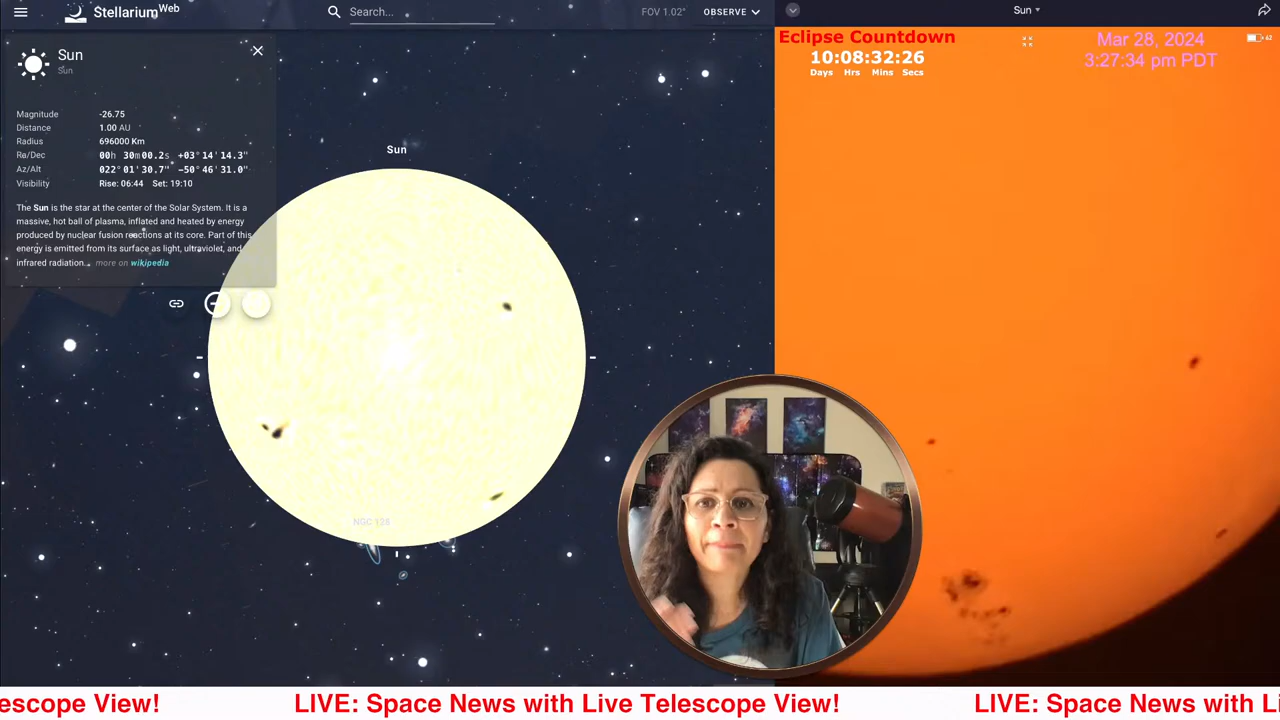 Stellarium Web
Search...
FOV 1.02°
OBSERVE
Sun
Sun
Magnitude -26.75
Distance 1.00 AU
Radius 696000 Km
Ra/Dec 00h 30m00.2s +03°14'14.3"
Az/Alt 022°01'30.7" -50°46'31.0"
Visibility Rise: 06:44 Set: 19:10
The Sun is the star at the center of the Solar System. It is a
massive, hot ball of plasma, inflated and heated by energy
produced by nuclear fusion reactions at its core. Part of this
energy is emitted from its surface as light, ultraviolet, and
infrared radiation... more on wikipedia
Sun
NGC 125
Sun
Eclipse Countdown
10:08:32:26
Days Hrs Mins Secs
Mar 28, 2024
3:27:34 pm PDT
62
escope View! LIVE: Space News with Live Telescope View! LIVE: Space News with Li